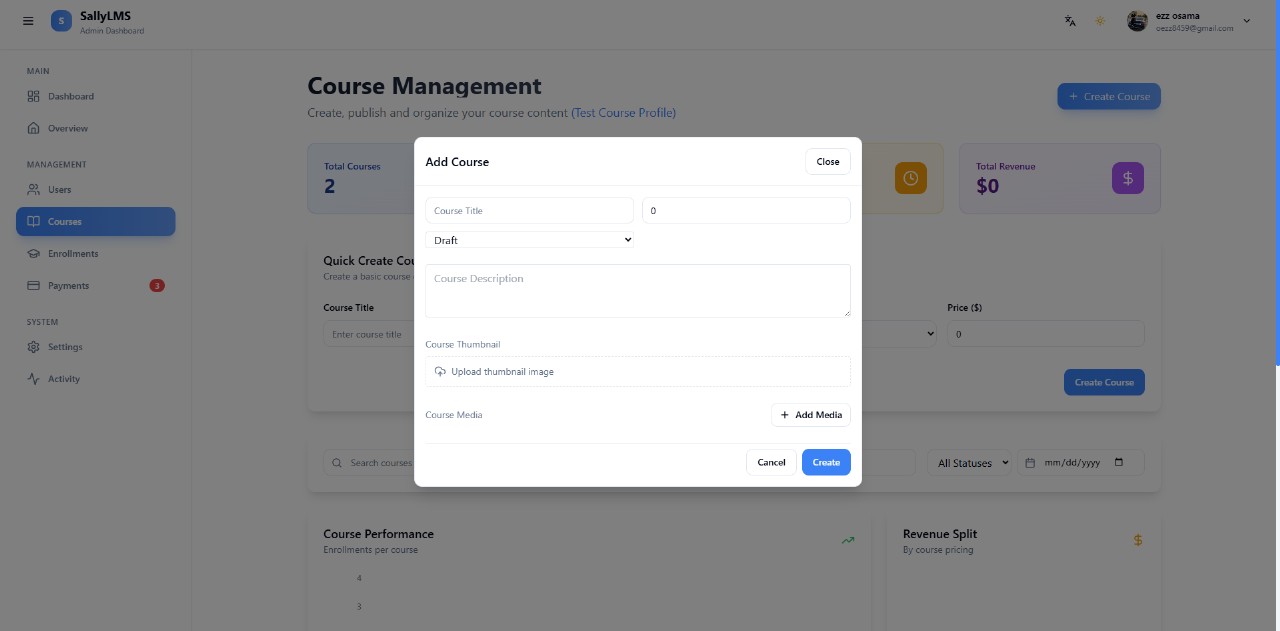 S
SallyLMS
Admin Dashboard
ezz osama
oezz8459@gmail.com
MAIN
Dashboard
Overview
MANAGEMENT
Users
Courses
Enrollments
Payments
3
SYSTEM
Settings
Activity
Course Management
Create, publish and organize your course content (Test Course Profile)
+ Create Course
Total Courses
2
Total Revenue
$0
$
Quick Create Cou
Create a basic course
Course Title
Enter course title
Price ($)
0
Create Course
Add Course
Close
Course Title
0
Draft
Course Description
Course Thumbnail
Upload thumbnail image
Course Media
+ Add Media
Cancel
Create
Search courses
All Statuses
mm/dd/yyyy
Course Performance
Enrollments per course
4
3
Revenue Split
By course pricing
$